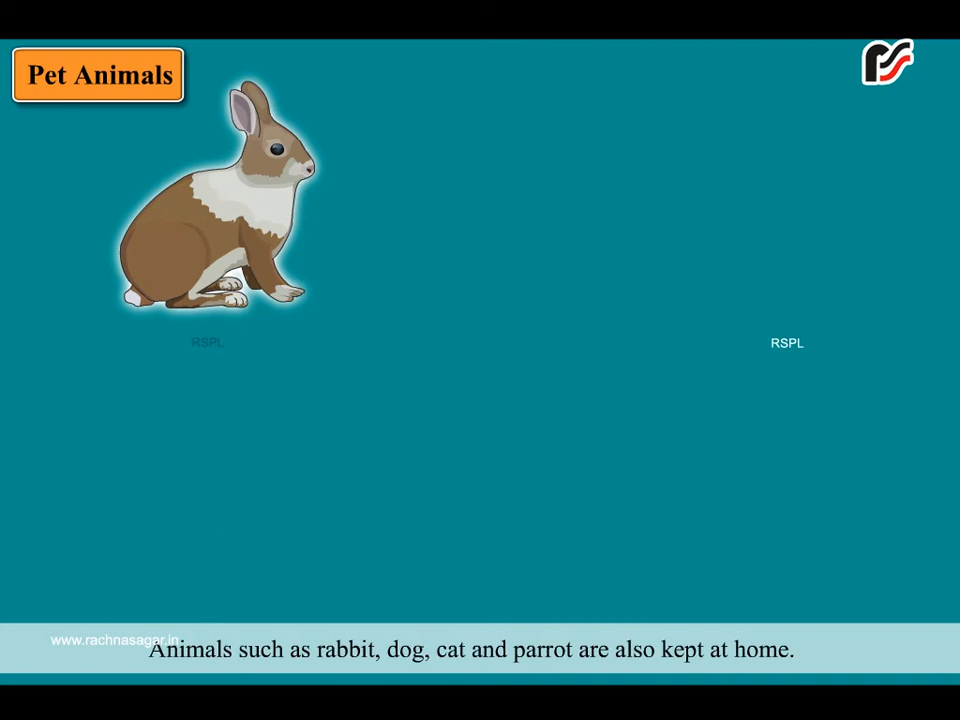 Pet Animals
RSPL
RSPL
www.rachnasagar.in
Animals such as rabbit, dog, cat and parrot are also kept at home.